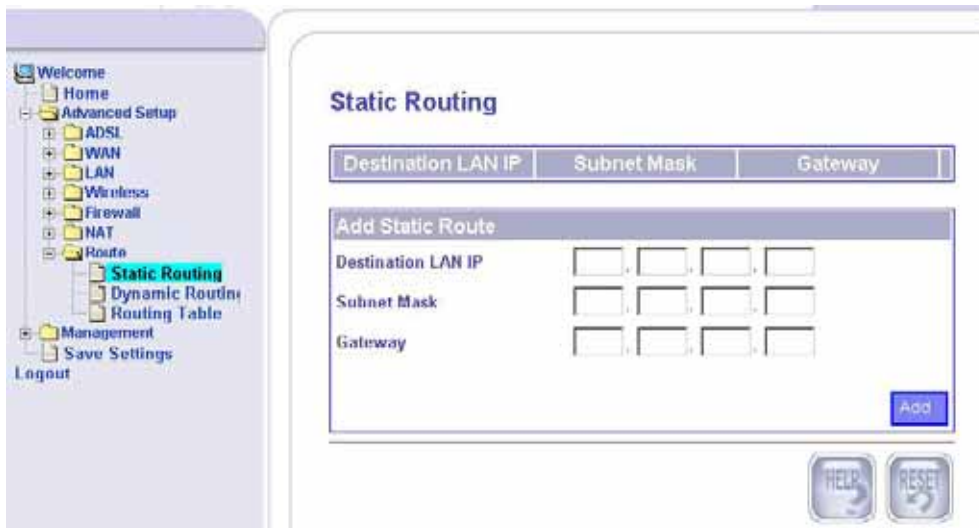 Welcome
Home
Advanced Setup
ADSL
WAN
LAN
Wireless
Firewall
NAT
Route
Static Routing
Dynamic Routin
Routing Table
Management
Save Settings
Logout
Static Routing
Destination LAN IP Subnet Mask Gateway
Add Static Route
Destination LAN IP . . .
Subnet Mask . . .
Gateway . . .
Add
HELP RESET